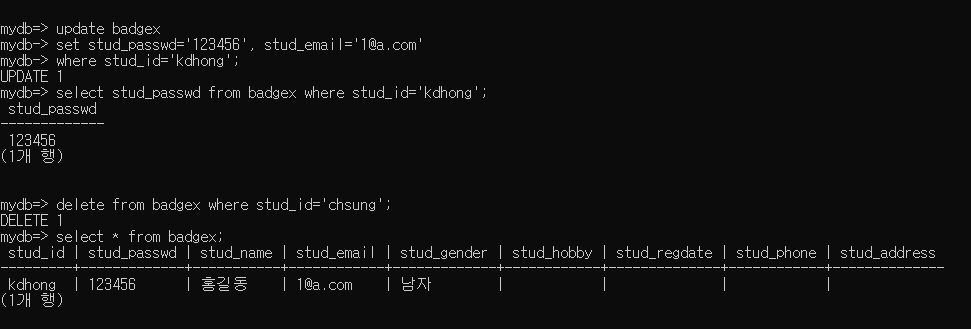 mydb=> update badgex
mydb-> set stud_passwd='123456', stud_email='1@a.com'
mydb-> where stud_id='kdhong';
UPDATE 1
mydb=> select stud_passwd from badgex where stud_id='kdhong';
 stud_passwd
-------------
 123456
(1개 행)
mydb=> delete from badgex where stud_id='chsung';
DELETE 1
mydb=> select * from badgex;
 stud_id | stud_passwd | stud_name | stud_email | stud_gender | stud_hobby | stud_regdate | stud_phone | stud_address
---------+-------------+-----------+------------+-------------+------------+--------------+------------+--------------
 kdhong  | 123456      | 홍길동    | 1@a.com    | 남자        |            |              |            |
(1개 행)